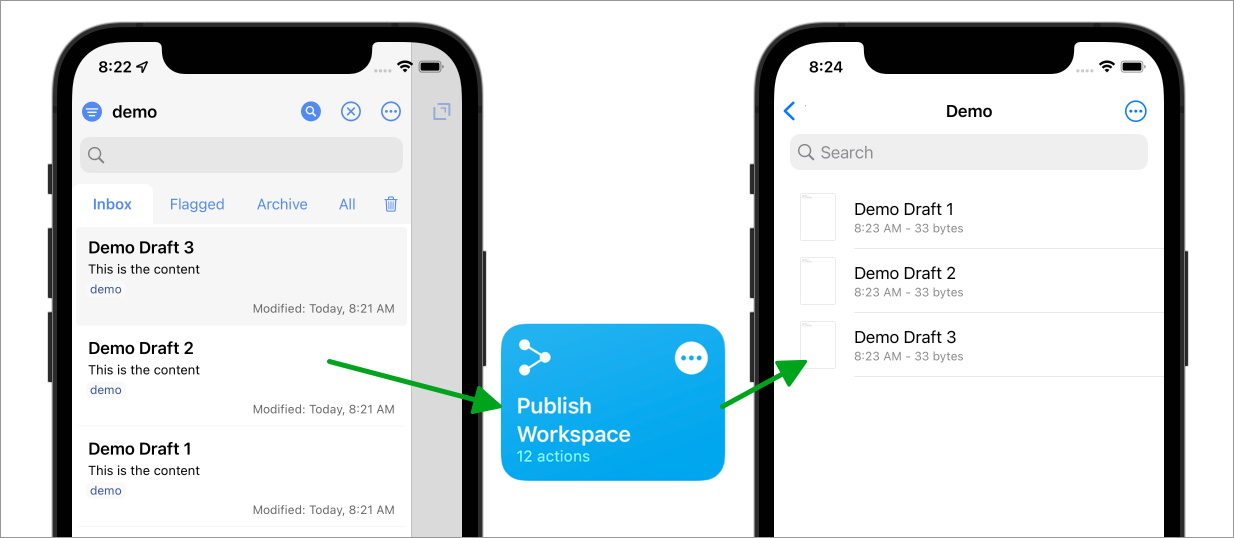 8:22
demo
Inbox
Flagged
Archive
All
Demo Draft 3
This is the content
demo
Modified: Today, 8:21 AM
Demo Draft 2
This is the content
demo
Modified: Today, 8:21 AM
Demo Draft 1
This is the content
demo
Modified: Today, 8:21 AM
Publish
Workspace
12 actions
8:24
Demo
Search
Demo Draft 1
8:23 AM - 33 bytes
Demo Draft 2
8:23 AM - 33 bytes
Demo Draft 3
8:23 AM - 33 bytes